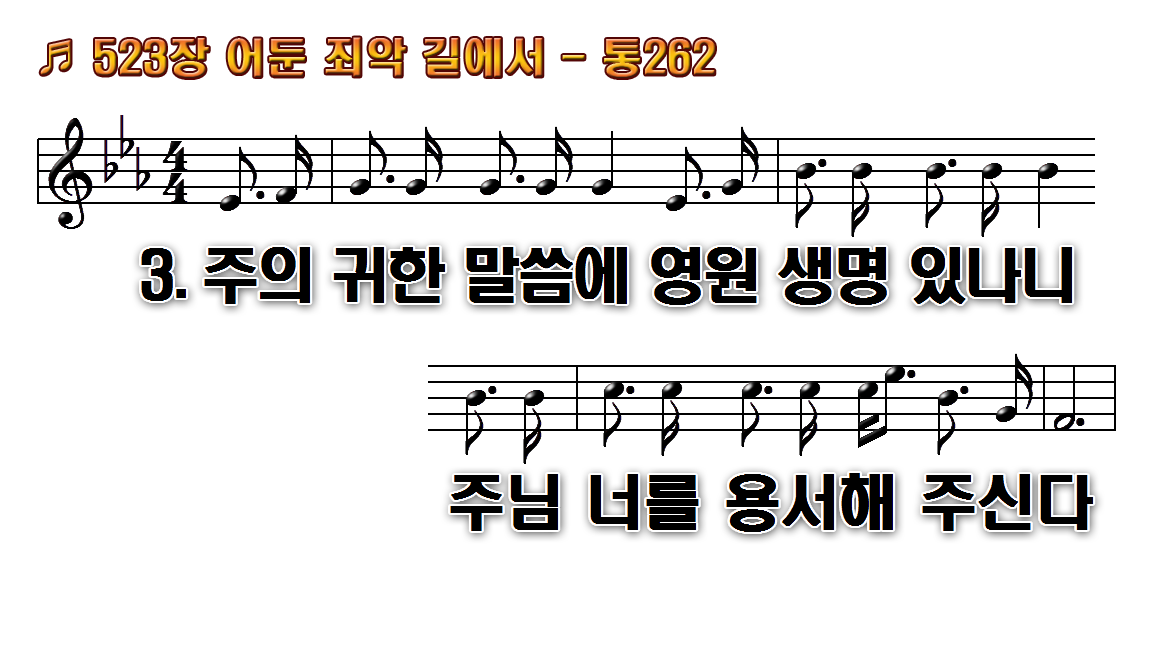 ♬ 523장 어둔 죄악 길에서 - 통262
4/4
3. 주의 귀한 말씀에 영원 생명 있나니
주님 너를 용서해 주신다